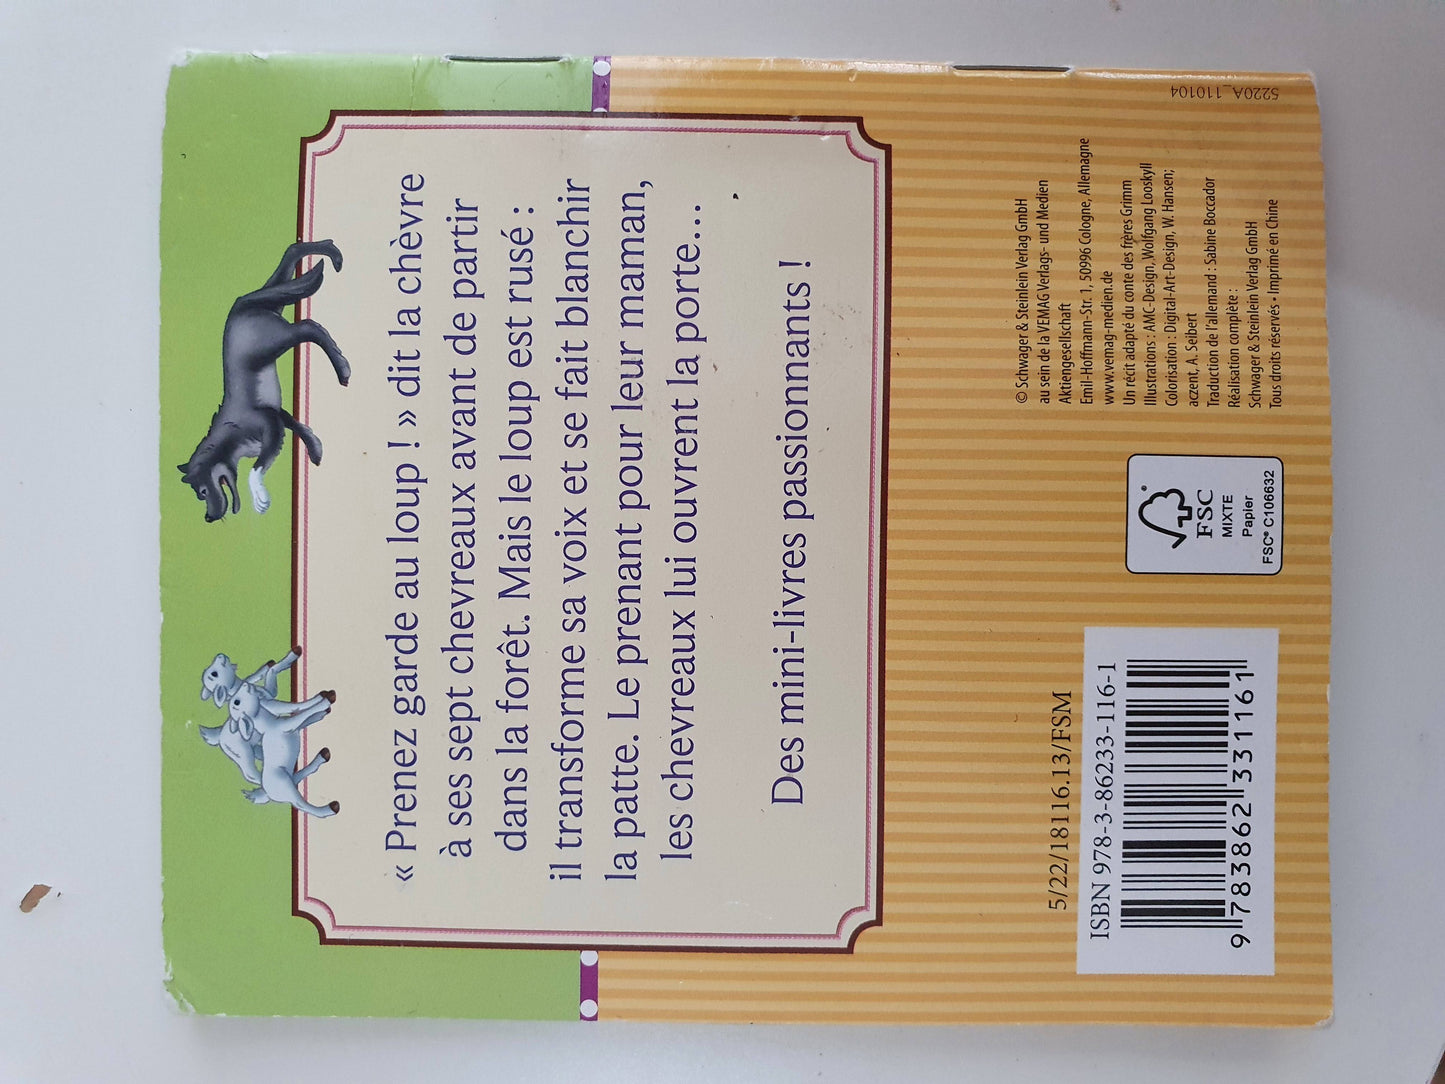 « Prenez garde au loup ! » dit la chèvre
à ses sept chevreaux avant de partir
dans la forêt. Mais le loup est rusé :
il transforme sa voix et se fait blanchir
la patte. Le prenant pour leur maman,
les chevreaux lui ouvrent la porte...
Des mini-livres passionnants !
5/22/18116.13/FSM
ISBN 978-3-86233-116-1
9 783862 331161
FSC
MIXTE
Papier
FSC® C106632
© Schwager & Steinlein Verlag GmbH
au sein de la VEMAG Verlags- und Medien
Aktiengesellschaft
Emil-Hoffmann-Str. 1, 50996 Cologne, Allemagne
www.vemag-medien.de
Un récit adapté du conte des frères Grimm
Illustrations : AMC-Design, Wolfgang Looskyll
Colorisation : Digital-Art-Design, W. Hansen;
aczent, A. Seibert
Traduction de l'allemand : Sabine Boccador
Réalisation complète :
Schwager & Steinlein Verlag GmbH
Tous droits réservés • Imprimé en Chine
5220A_110104